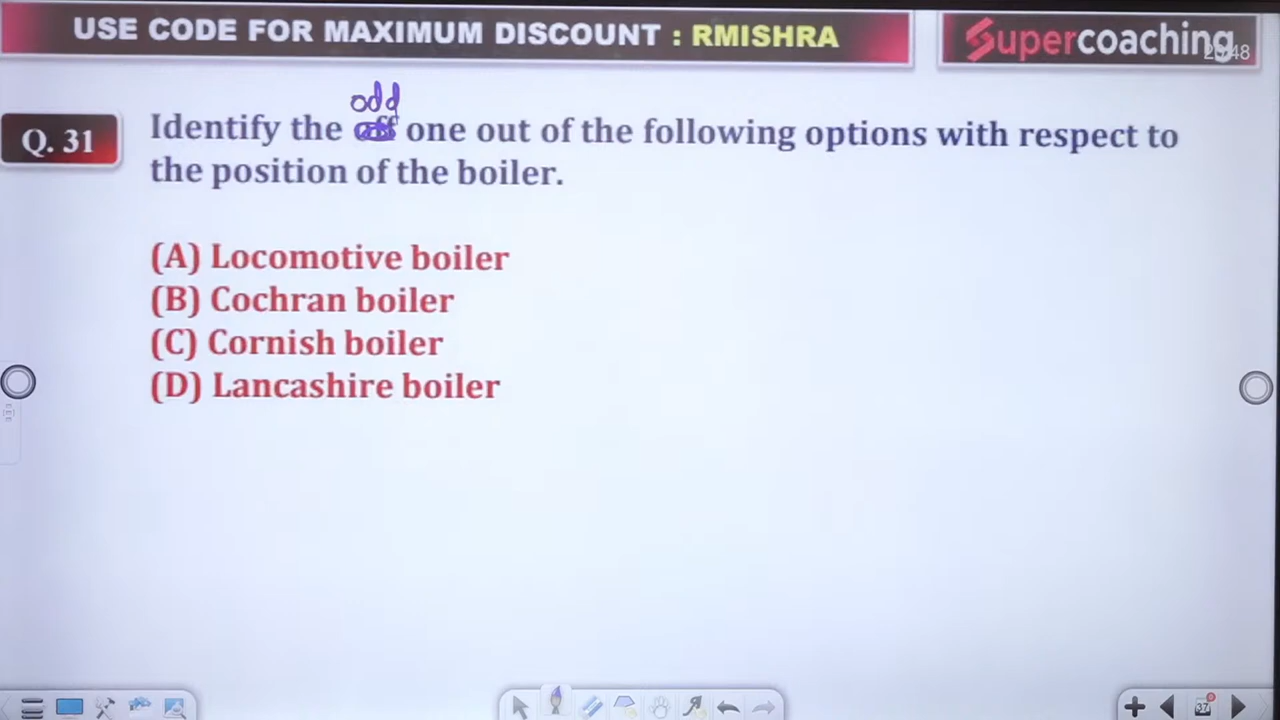 USE CODE FOR MAXIMUM DISCOUNT : RMISHRA
Supercoaching
odd
Q. 31
Identify the off one out of the following options with respect to
the position of the boiler.
(A) Locomotive boiler
(B) Cochran boiler
(C) Cornish boiler
(D) Lancashire boiler
37